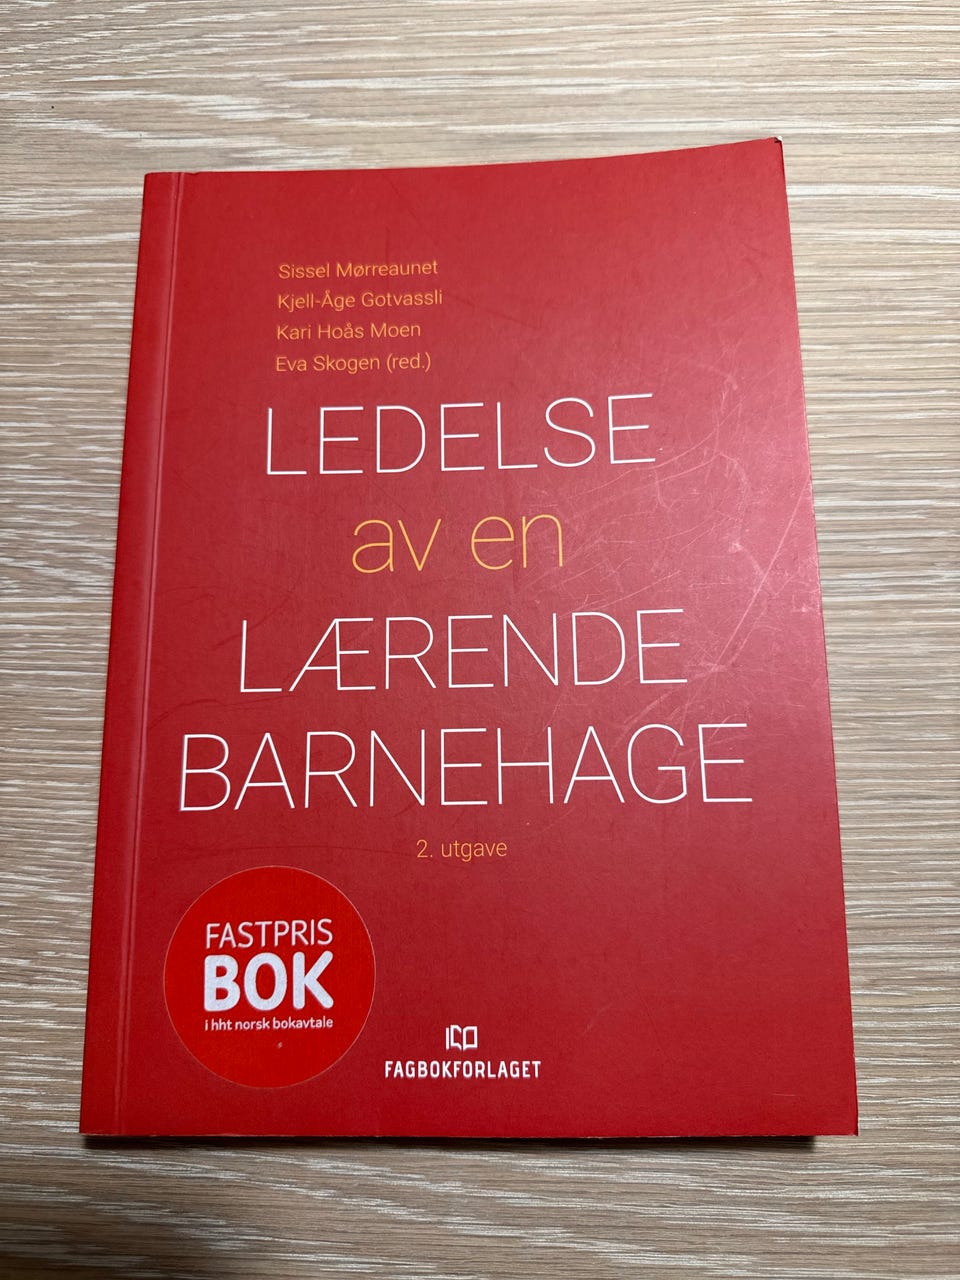 Sissel Mørreaunet
Kjell-Åge Gotvassli
Kari Hoås Moen
Eva Skogen (red.)
LEDELSE
av en
LÆRENDE
BARNEHAGE
2. utgave
FASTPRIS
BOK
i hht norsk bokavtale
FAGBOKFORLAGET